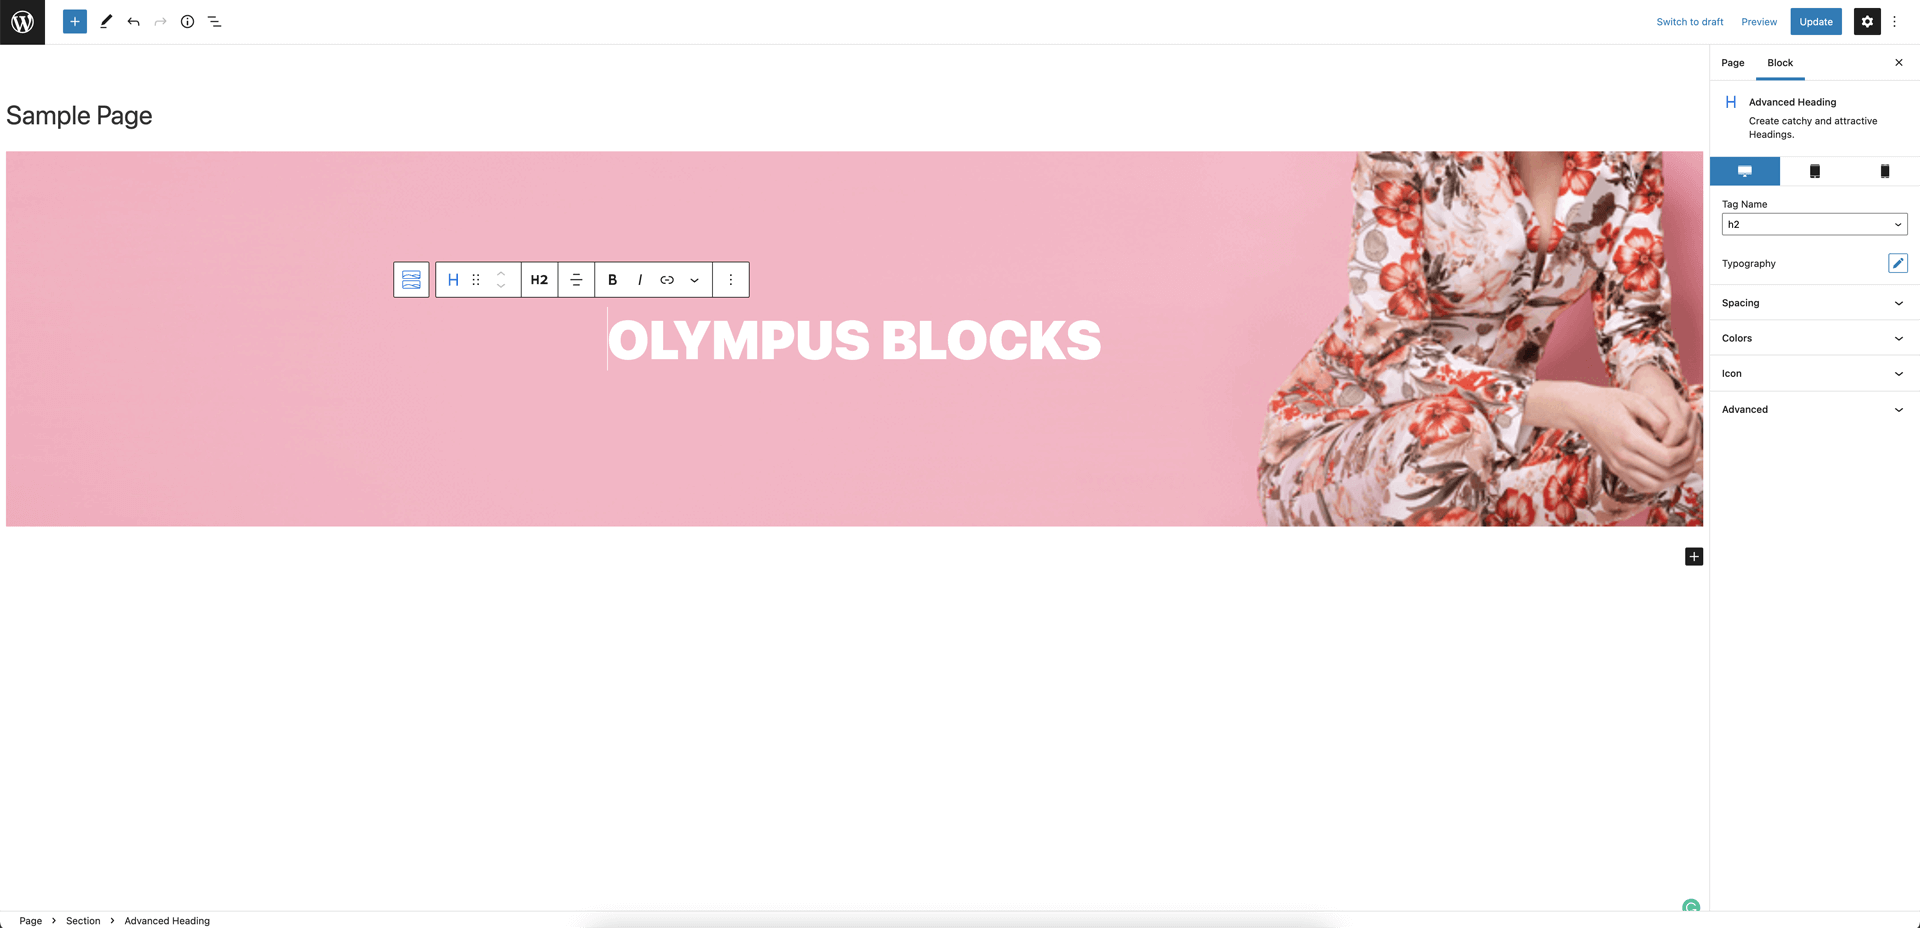 Switch to draft
Preview
Update
Page
Block
Sample Page
Advanced Heading
Create catchy and attractive
Headings.
Tag Name
h2
Typography
H H2 B I
OLYMPUS BLOCKS
Spacing
Colors
Icon
Advanced
Page > Section > Advanced Heading